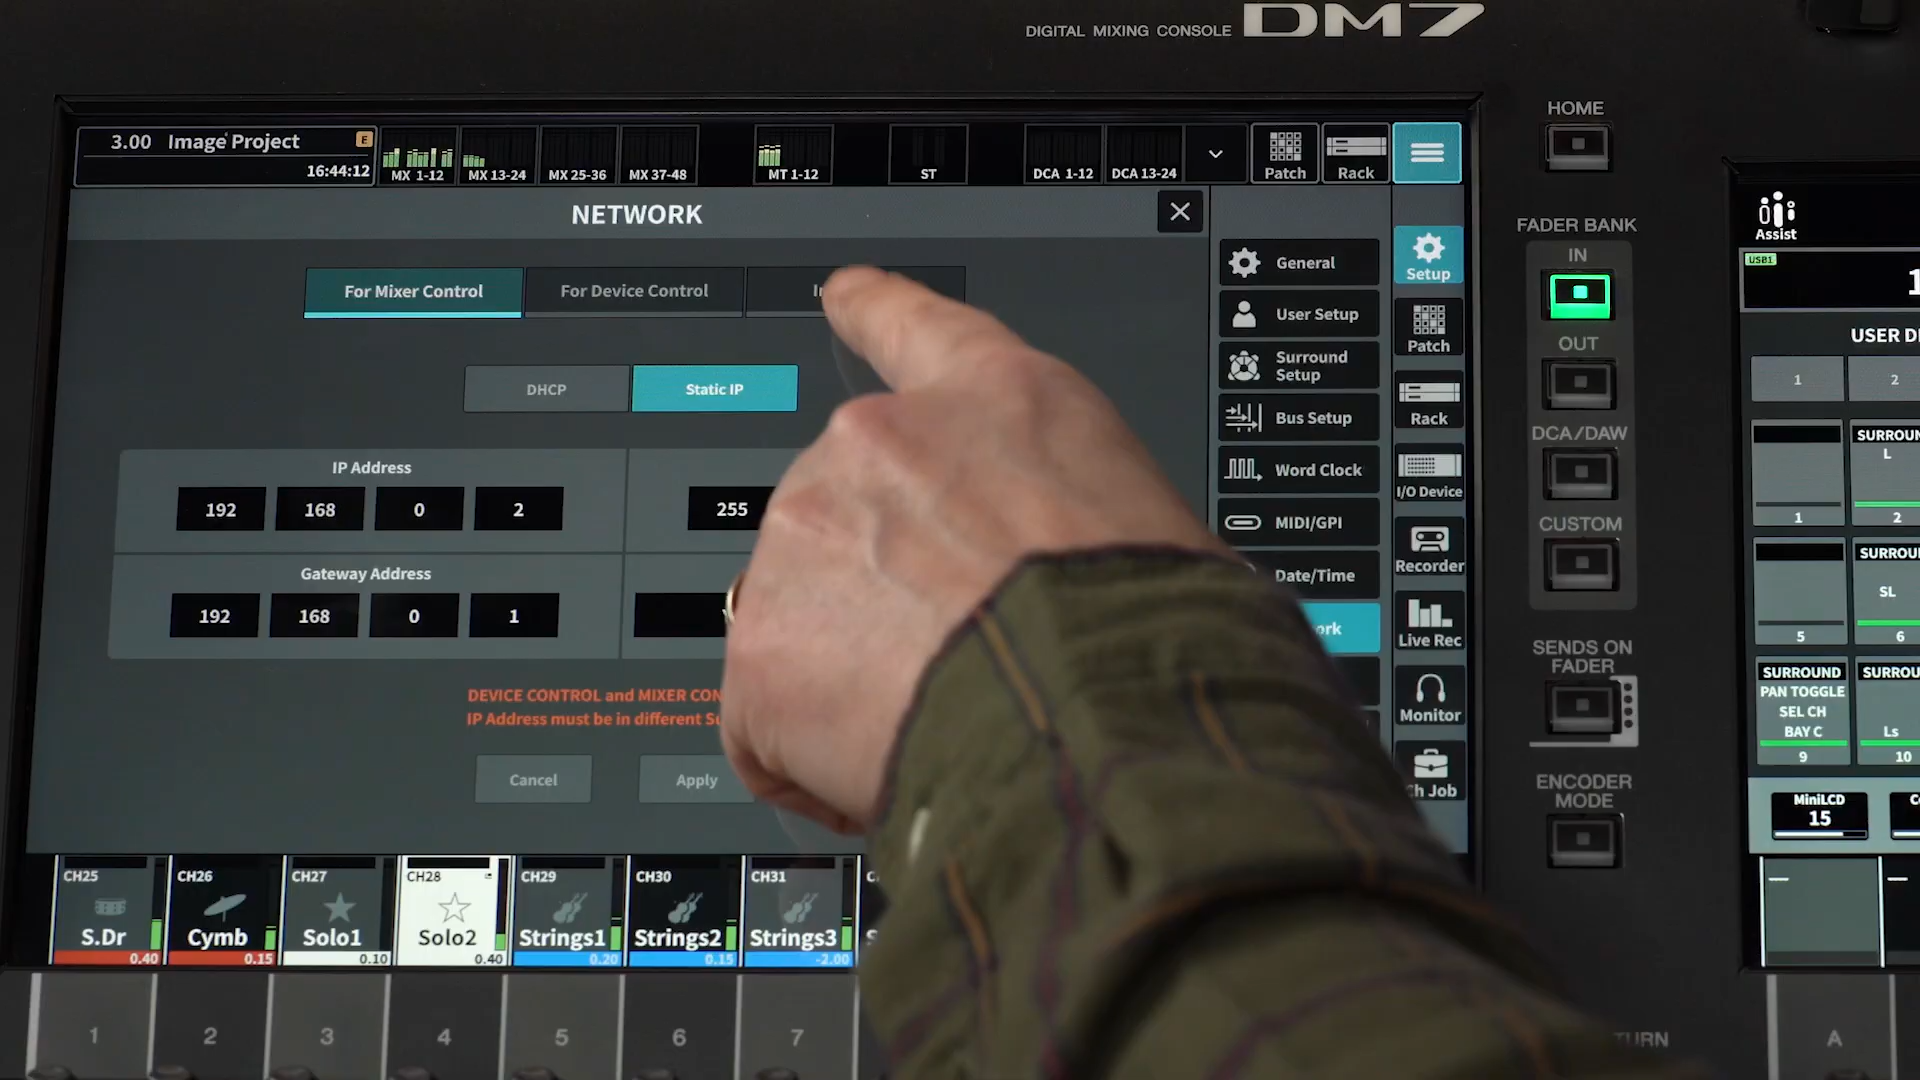 DIGITAL MIXING CONSOLE DM7
3.00 Image Project E
16:44:12
MX 1-12
MX 13-24
MX 25-36
MX 37-48
MT 1-12
ST
DCA 1-12
DCA 13-24
Patch
Rack
NETWORK
For Mixer Control
For Device Control
DHCP
Static IP
IP Address
192 168 0 2
255
Gateway Address
192 168 0 1
DEVICE CONTROL and MIXER
IP Address must be in different
Cancel
Apply
General
User Setup
Surround
Setup
Bus Setup
Word Clock
MIDI/GPI
Date/Time
Setup
Patch
Rack
I/O Device
Recorder
Live Rec
Monitor
Job
CH25
S.Dr
0.40
CH26
Cymb
0.15
CH27
Solo1
0.10
CH28
Solo2
0.40
CH29
Strings1
0.20
CH30
Strings2
0.15
CH31
Strings3
-2.00
1 2 3 4 5 6 7
HOME
FADER BANK
IN
OUT
DCA/DAW
CUSTOM
SENDS ON
FADER
ENCODER
MODE
Assist
USB1
USER
1
2
1
SURROUND
L
2
5
SL
6
SURROUND
PAN TOGGLE
SEL CH
BAY C
9
Ls
10
MiniLCD
15
A